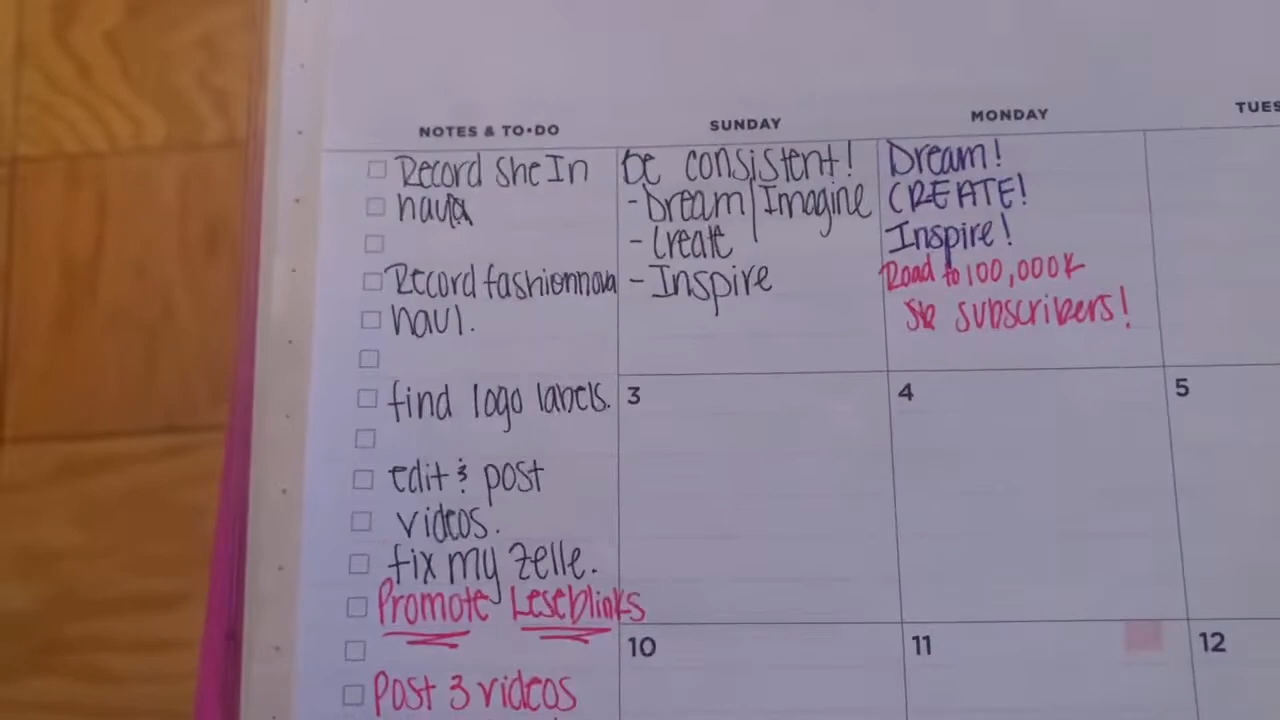 NOTES & TO•DO
SUNDAY
MONDAY
TUES
Record SheIn
haul
Record fashionnova
haul.
find logo labels.
edit & post
videos.
fix my zelle.
Promote Leseblinks
Post 3 videos
be consistent!
-Dream/Imagine
-Create
-Inspire
Dream!
CREATE!
Inspire!
Road to 100,000K
subscribers!
3
4
5
10
11
12